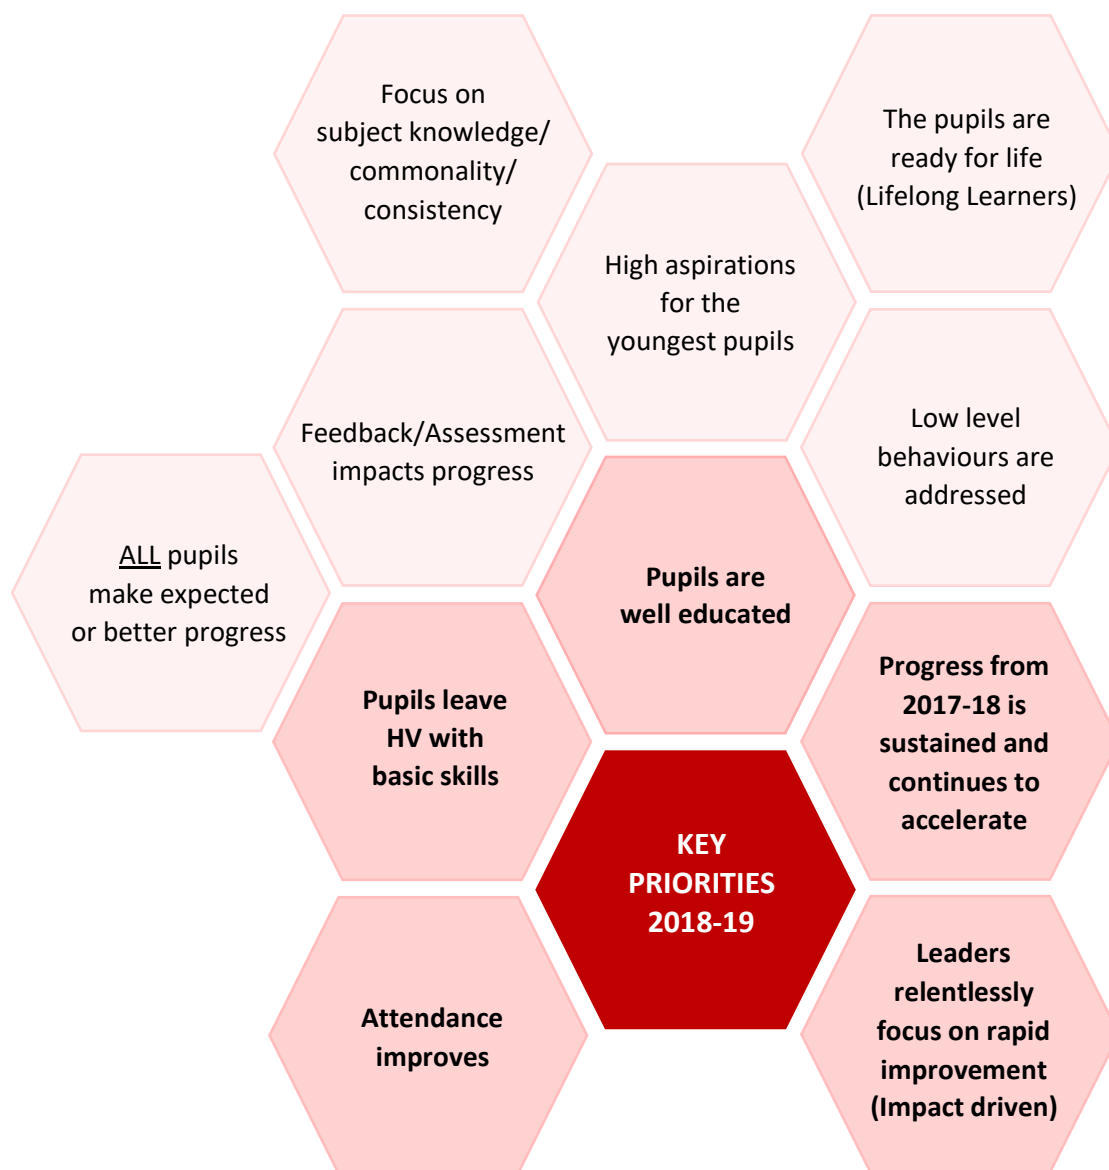 Focus on
subject knowledge/
commonality/
consistency
The pupils are
ready for life
(Lifelong Learners)
High aspirations
for the
youngest pupils
Feedback/Assessment
impacts progress
Low level
behaviours are
addressed
ALL pupils
make expected
or better progress
Pupils are
well educated
Pupils leave
HV with
basic skills
Progress from
2017-18 is
sustained and
continues to
accelerate
KEY
PRIORITIES
2018-19
Attendance
improves
Leaders
relentlessly
focus on rapid
improvement
(Impact driven)